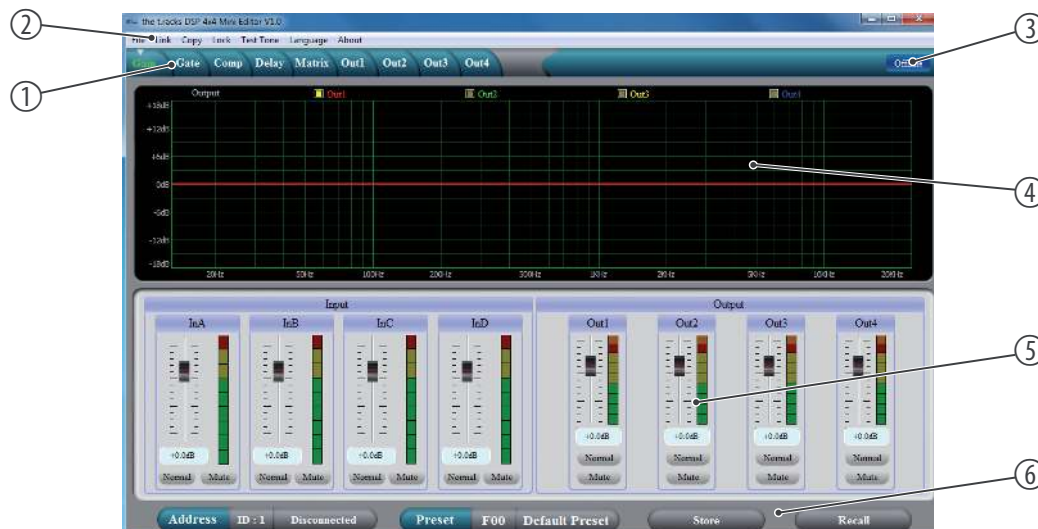 the t.racks DSP 4x4 Mini Editor V1.0
②
File Link Copy Lock Test Tone Language About
③
Gain Gate Comp Delay Matrix Out1 Out2 Out3 Out4
①
Output Out1 Out2 Out3 Out4
+18dB
+12dB
+6dB
④
0dB
-6dB
-12dB
-18dB
20Hz 50Hz 100Hz 200Hz 500Hz 1KHz 2KHz 5KHz 10KHz 20KHz
Input Output
InA InB InC InD Out1 Out2 Out3 Out4
⑤
+0.0dB +0.0dB +0.0dB +0.0dB
+0.0dB +0.0dB +0.0dB +0.0dB
Normal Normal Normal Normal
Normal Mute Normal Mute Normal Mute Normal Mute Mute Mute Mute Mute
⑥
Address ID : 1 Disconnected Preset F00 Default Preset Store Recall